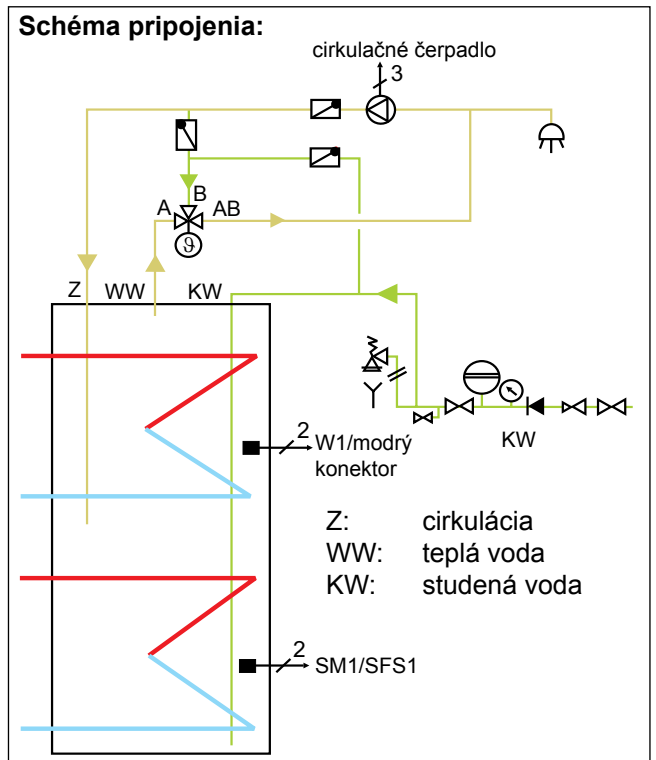 Schéma pripojenia:
cirkulačné čerpadlo
3
B
A
AB
ϑ
Z
WW
KW
2
W1/modrý
konektor
KW
Z: cirkulácia
WW: teplá voda
KW: studená voda
2
SM1/SFS1